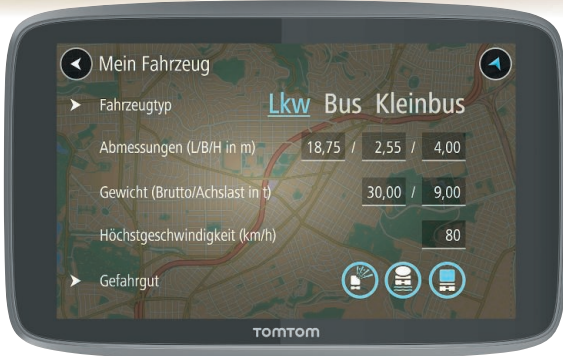 Mein Fahrzeug
Fahrzeugtyp Lkw Bus Kleinbus
Abmessungen (L/B/H in m) 18,75 / 2,55 / 4,00
Gewicht (Brutto/Achslast in t) 30,00 / 9,00
Höchstgeschwindigkeit (km/h) 80
Gefahrgut
TOMTOM